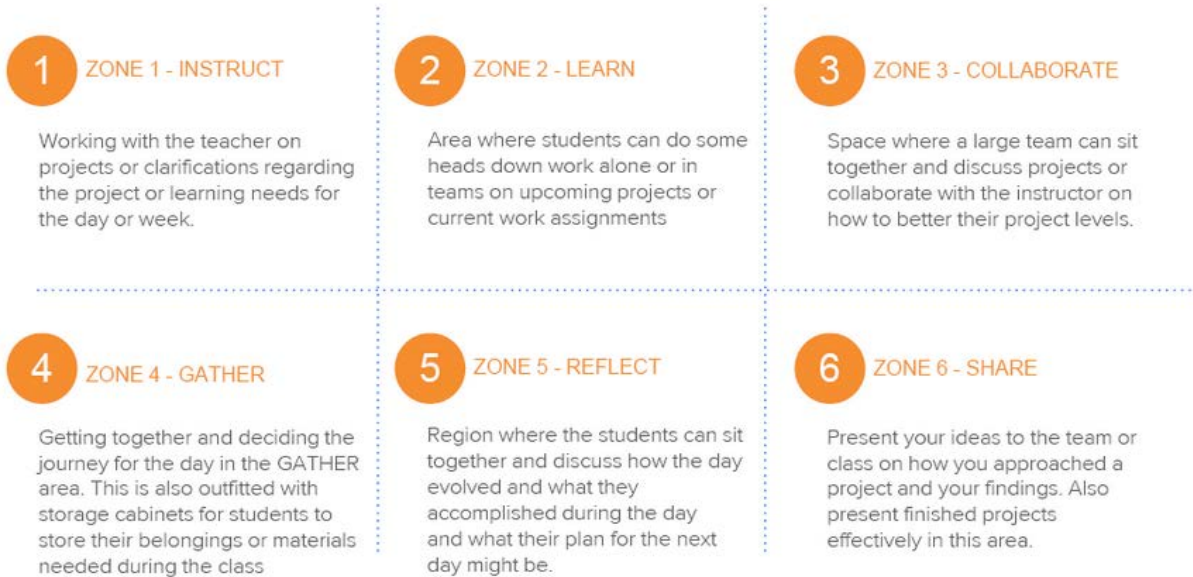 1
ZONE 1 - INSTRUCT
Working with the teacher on
projects or clarifications regarding
the project or learning needs for
the day or week.
2
ZONE 2 - LEARN
Area where students can do some
heads down work alone or in
teams on upcoming projects or
current work assignments
3
ZONE 3 - COLLABORATE
Space where a large team can sit
together and discuss projects or
collaborate with the instructor on
how to better their project levels.
4
ZONE 4 - GATHER
Getting together and deciding the
journey for the day in the GATHER
area. This is also outfitted with
storage cabinets for students to
store their belongings or materials
needed during the class
5
ZONE 5 - REFLECT
Region where the students can sit
together and discuss how the day
evolved and what they
accomplished during the day
and what their plan for the next
day might be.
6
ZONE 6 - SHARE
Present your ideas to the team or
class on how you approached a
project and your findings. Also
present finished projects
effectively in this area.